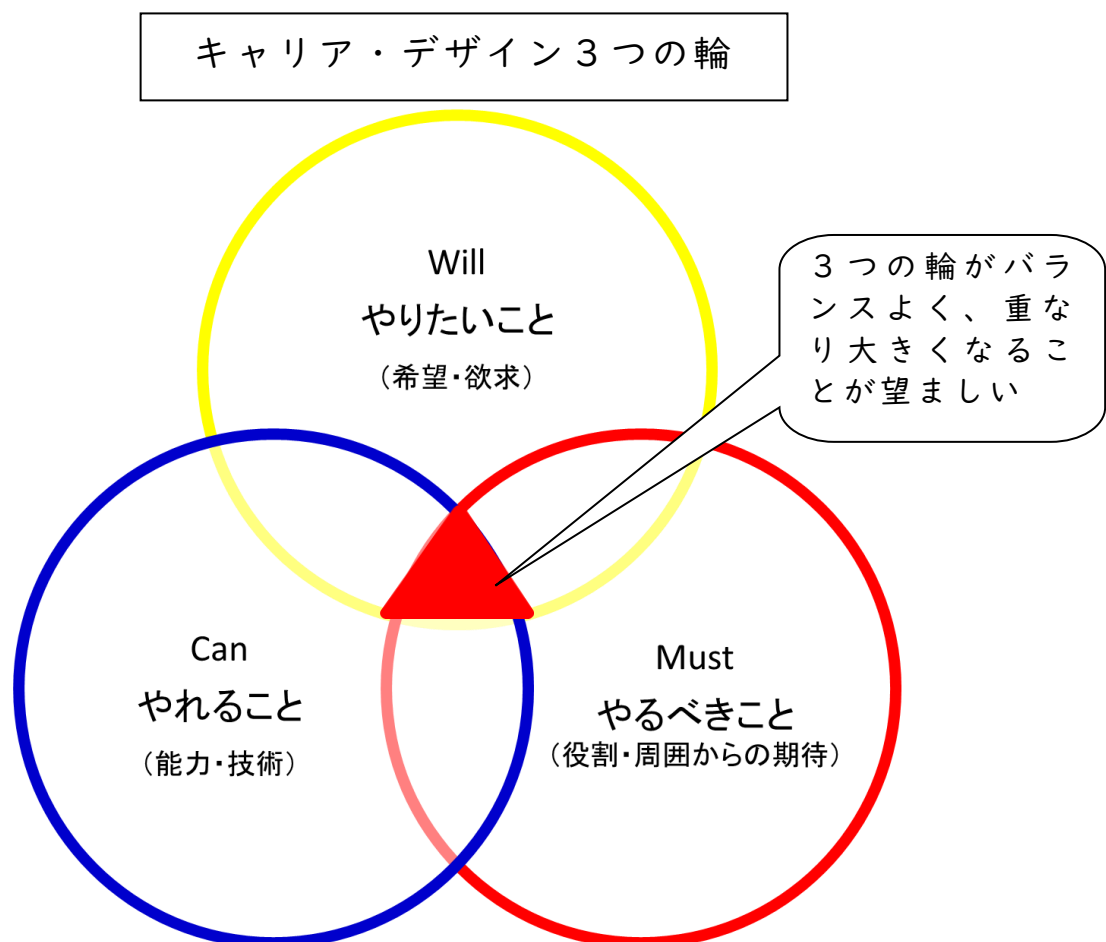 キャリア・デザイン３つの輪
Will
やりたいこと
（希望・欲求）
３つの輪がバラ
ンスよく、重な
り大きくなるこ
とが望ましい
Can
やれること
（能力・技術）
Must
やるべきこと
（役割・周囲からの期待）